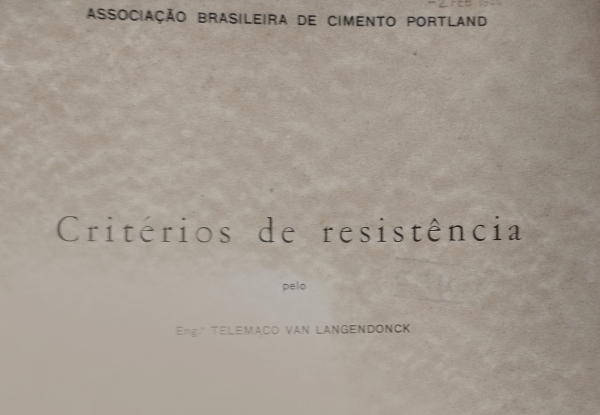 ASSOCIAÇÃO BRASILEIRA DE CIMENTO PORTLAND
Critérios de resistência
pelo
Eng.º TELEMACO VAN LANGENDONCK